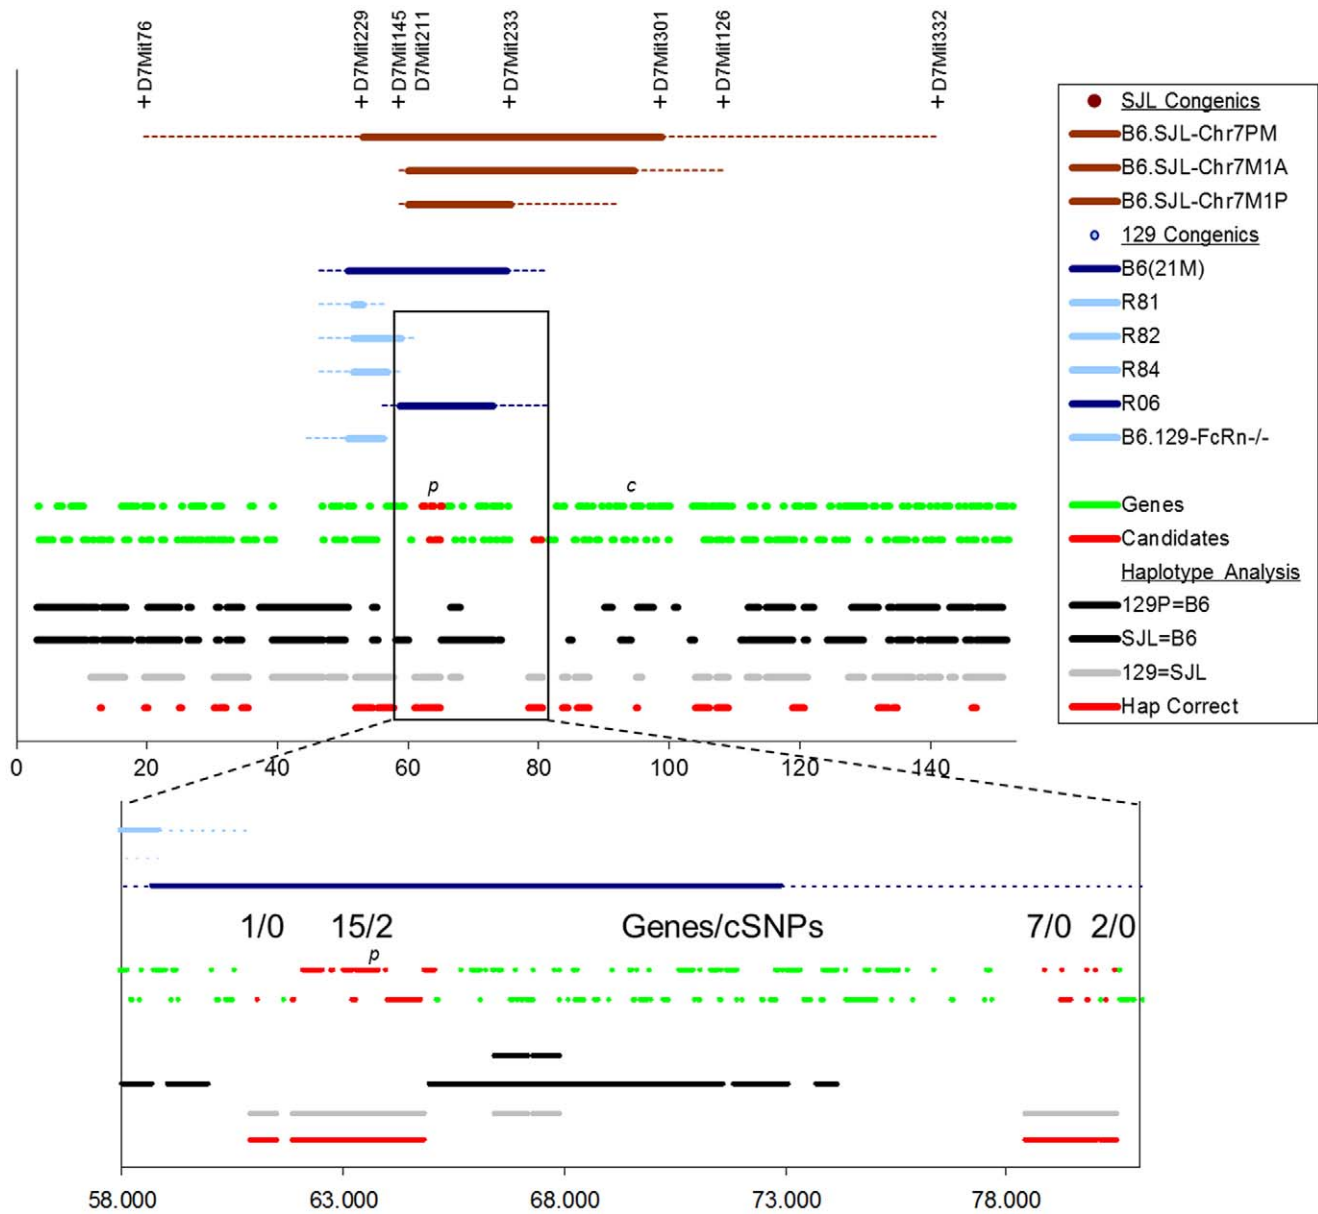 + D7Mit76
+ D7Mit229
+ D7Mit145
D7Mit211
+ D7Mit233
+ D7Mit301
+ D7Mit126
+ D7Mit332
SJL Congenics
B6.SJL-Chr7PM
B6.SJL-Chr7M1A
B6.SJL-Chr7M1P
129 Congenics
B6(21M)
R81
R82
R84
R06
B6.129-FcRn-/-
Genes
Candidates
Haplotype Analysis
129P=B6
SJL=B6
129=SJL
Hap Correct
p c
0 20 40 60 80 100 120 140
1/0 15/2 Genes/cSNPs 7/0 2/0
p
58.000 63.000 68.000 73.000 78.000